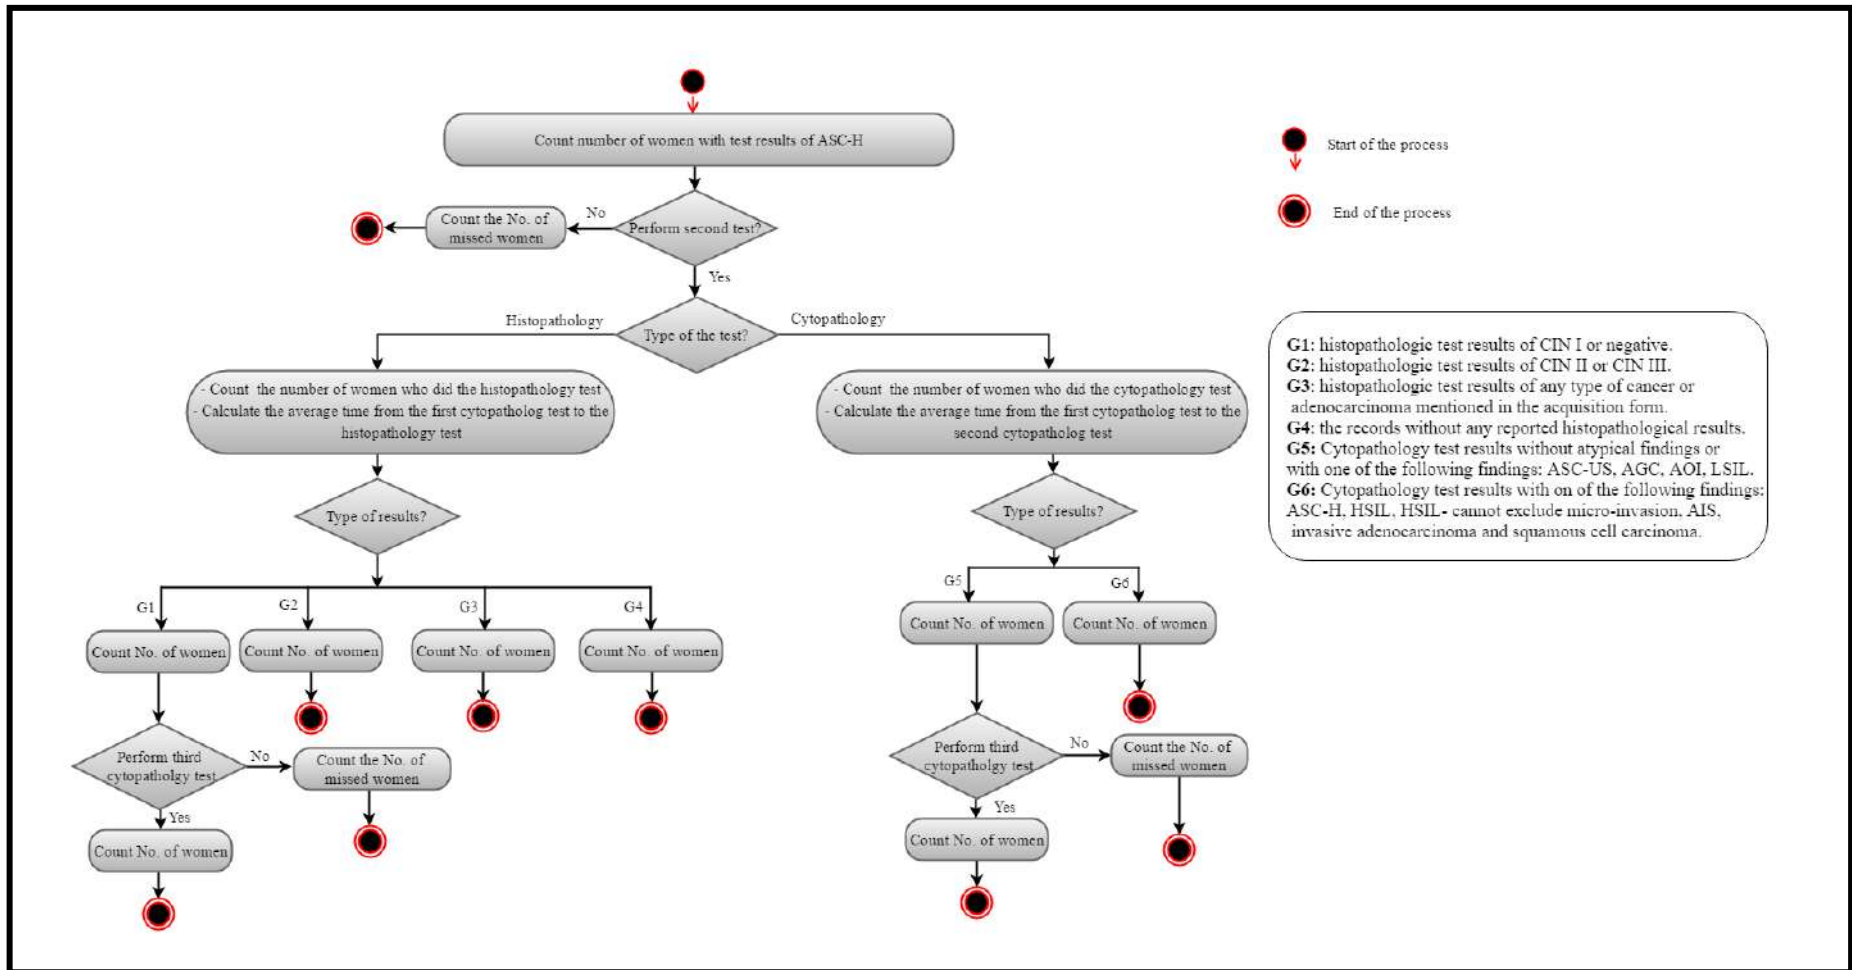 Count number of women with test results of ASC-H
Start of the process
End of the process
No
Count the No. of
missed women
Perform second test?
Yes
Histopathology
Type of the test?
Cytopathology
- Count the number of women who did the histopathology test
- Calculate the average time from the first cytopatholog test to the
histopathology test
- Count the number of women who did the cytopathology test
- Calculate the average time from the first cytopatholog test to the
second cytopatholog test
G1: histopathologic test results of CIN I or negative.
G2: histopathologic test results of CIN II or CIN III.
G3: histopathologic test results of any type of cancer or
adenocarcinoma mentioned in the acquisition form.
G4: the records without any reported histopathological results.
G5: Cytopathology test results without atypical findings or
with one of the following findings: ASC-US, AGC, AOI, LSIL.
G6: Cytopathology test results with on of the following findings:
ASC-H, HSIL, HSIL- cannot exclude micro-invasion, AIS,
invasive adenocarcinoma and squamous cell carcinoma.
Type of results?
Type of results?
G1
G2
G3
G4
Count No. of women
Count No. of women
Count No. of women
Count No. of women
G5
G6
Count No. of women
Count No. of women
Perform third
cytopatholgy test
No
Count the No. of
missed women
Yes
Count No. of women
Perform third
cytopatholgy test
No
Count the No. of
missed women
Yes
Count No. of women